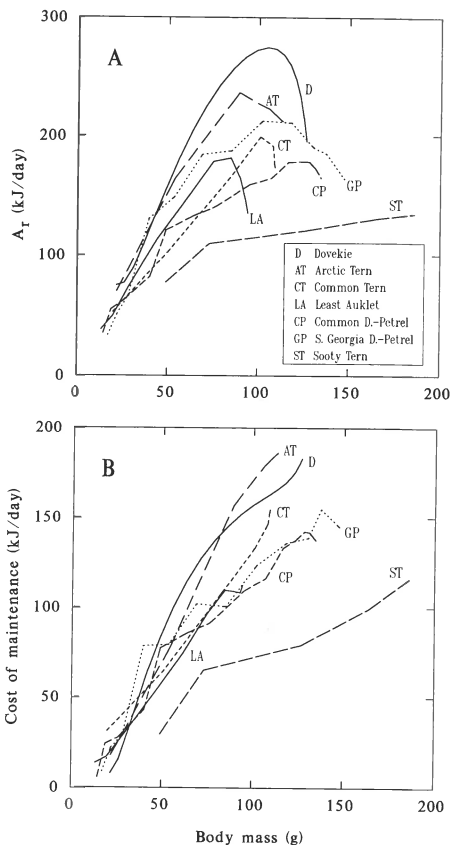 300
A
D
AT
200
CT
A_r (kJ/day)
CP
GP
LA
ST
100
D Dovekie
AT Arctic Tern
CT Common Tern
LA Least Auklet
CP Common D.-Petrel
GP S. Georgia D.-Petrel
ST Sooty Tern
0
0 50 100 150 200
200
B
AT
D
150
CT
GP
Cost of maintenance (kJ/day)
CP
ST
100
LA
50
0
0 50 100 150 200
Body mass (g)